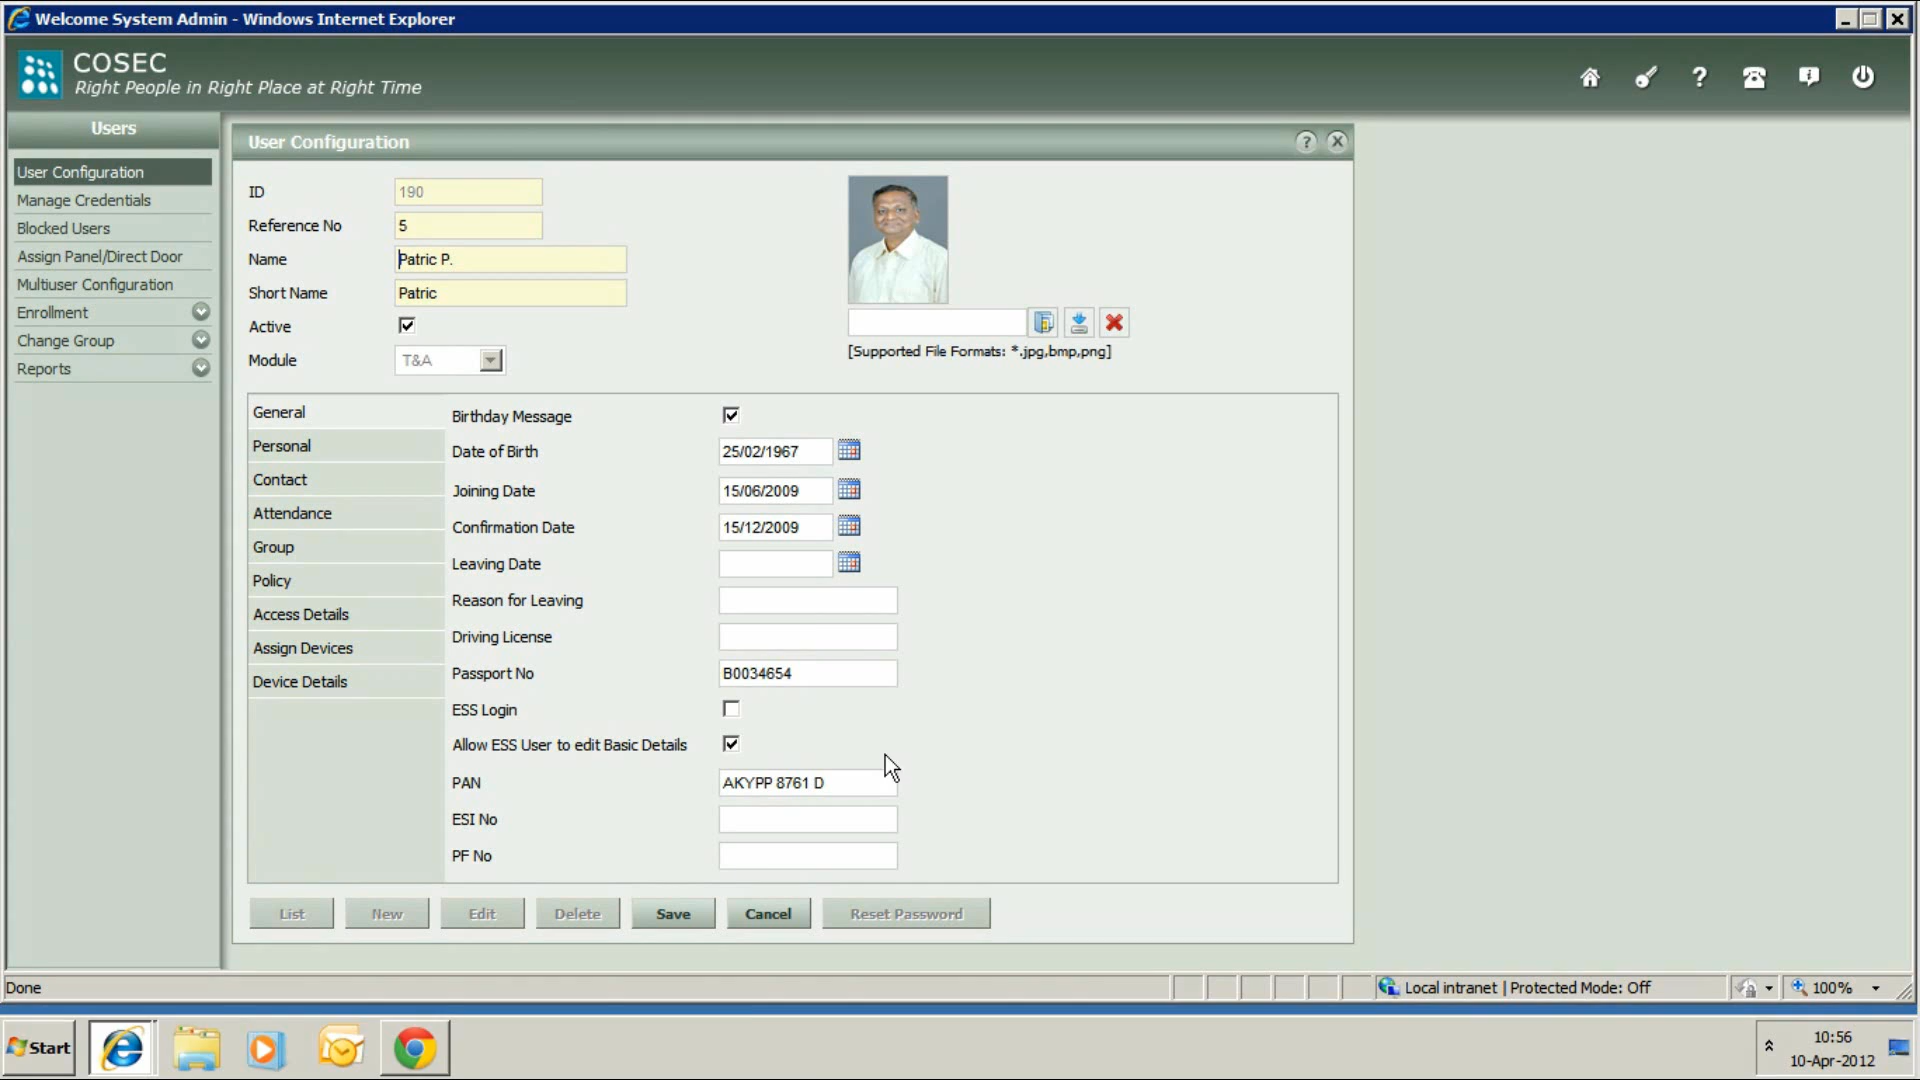 Welcome System Admin - Windows Internet Explorer
COSEC
Right People in Right Place at Right Time
?
Users
User Configuration
Manage Credentials
Blocked Users
Assign Panel/Direct Door
Multiuser Configuration
Enrollment
Change Group
Reports
User Configuration
?
ID 190
Reference No 5
Name Patric P.
Short Name Patric
Active
Module T&A
[Supported File Formats: *.jpg,bmp,png]
General
Personal
Contact
Attendance
Group
Policy
Access Details
Assign Devices
Device Details
Birthday Message
Date of Birth 25/02/1967
Joining Date 15/06/2009
Confirmation Date 15/12/2009
Leaving Date
Reason for Leaving
Driving License
Passport No B0034654
ESS Login
Allow ESS User to edit Basic Details
PAN AKYPP 8761 D
ESI No
PF No
List New Edit Delete Save Cancel Reset Password
Done Local intranet | Protected Mode: Off 100%
Start 10:56
10-Apr-2012